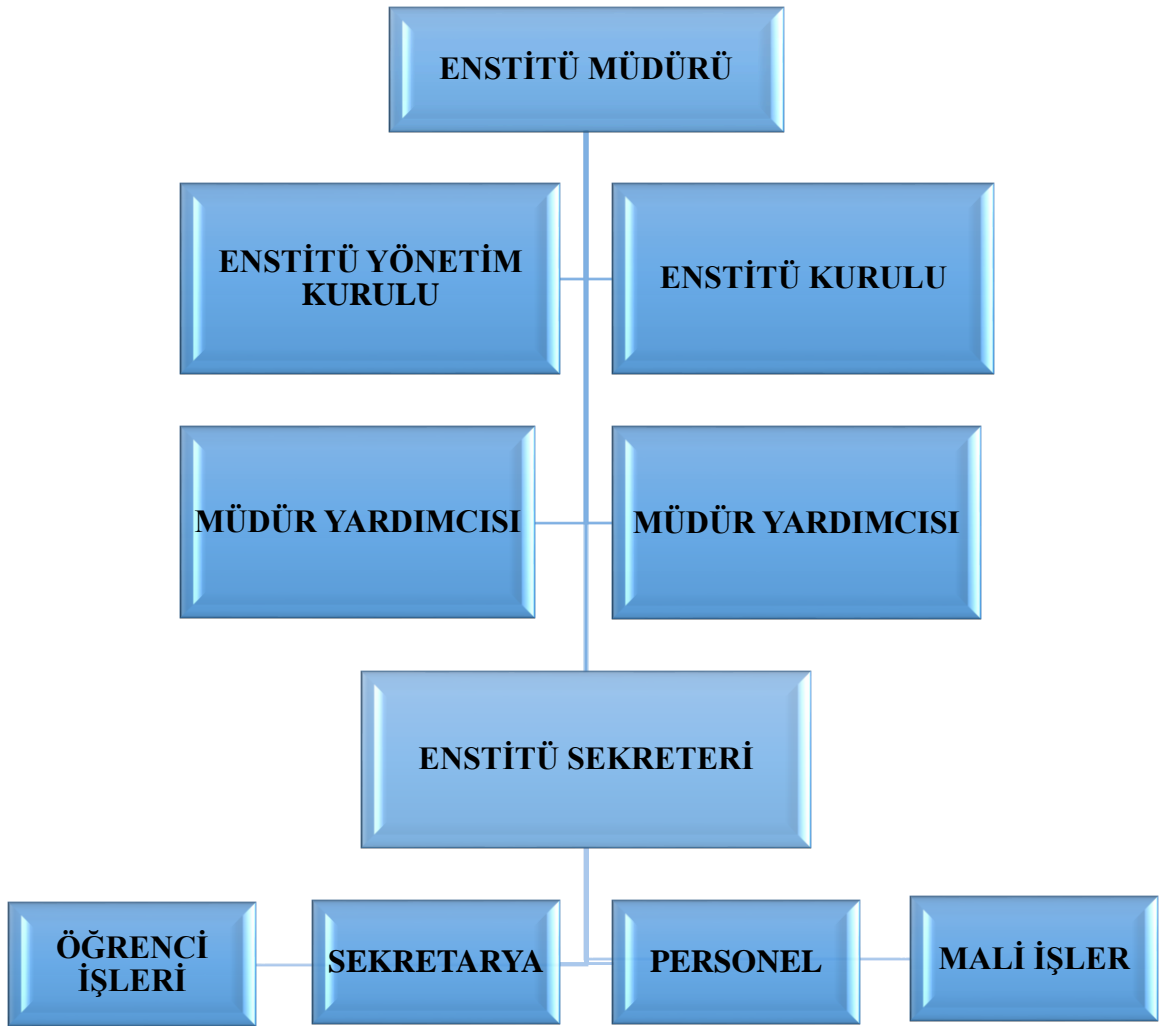 ENSTİTÜ MÜDÜRÜ
ENSTİTÜ YÖNETİM
KURULU
ENSTİTÜ KURULU
MÜDÜR YARDIMCISI
MÜDÜR YARDIMCISI
ENSTİTÜ SEKRETERİ
ÖĞRENCİ
İŞLERİ
SEKRETARYA
PERSONEL
MALİ İŞLER